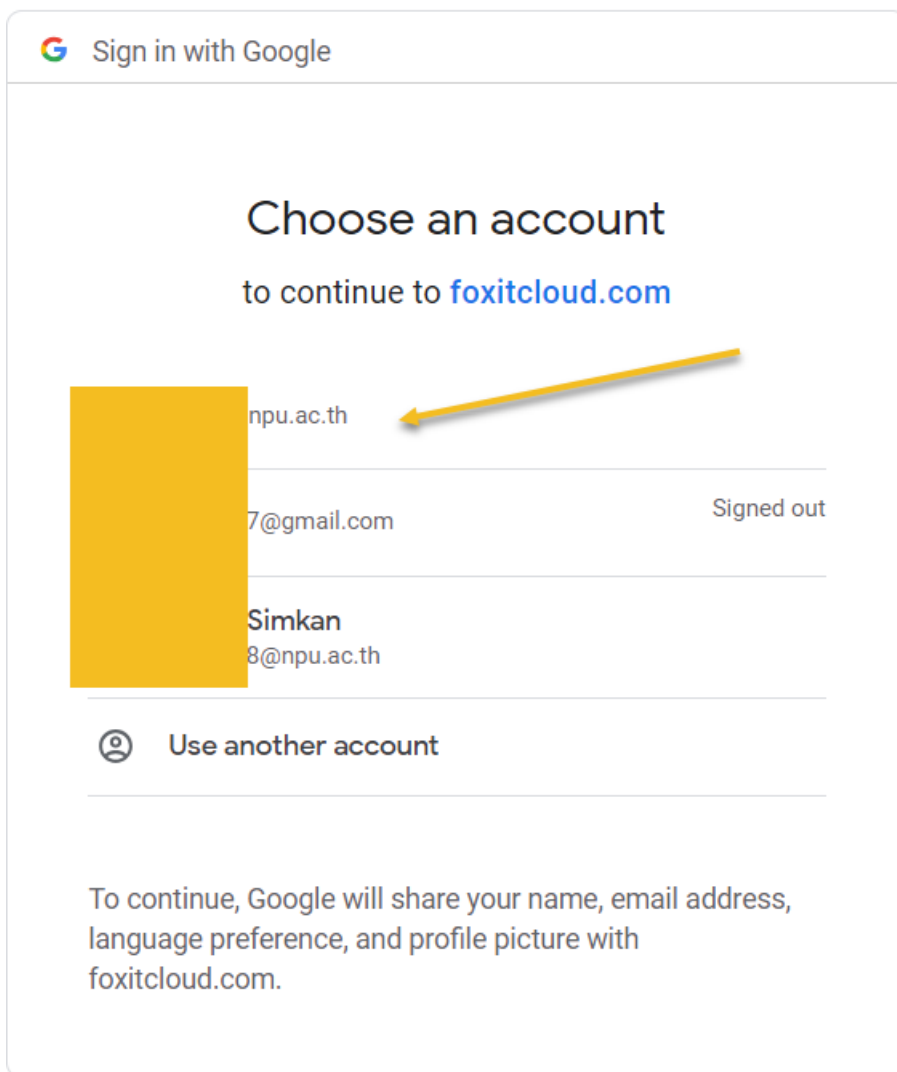 Sign in with Google
Choose an account
to continue to foxitcloud.com
npu.ac.th
7@gmail.com
Signed out
Simkan
8@npu.ac.th
Use another account
To continue, Google will share your name, email address,
language preference, and profile picture with
foxitcloud.com.